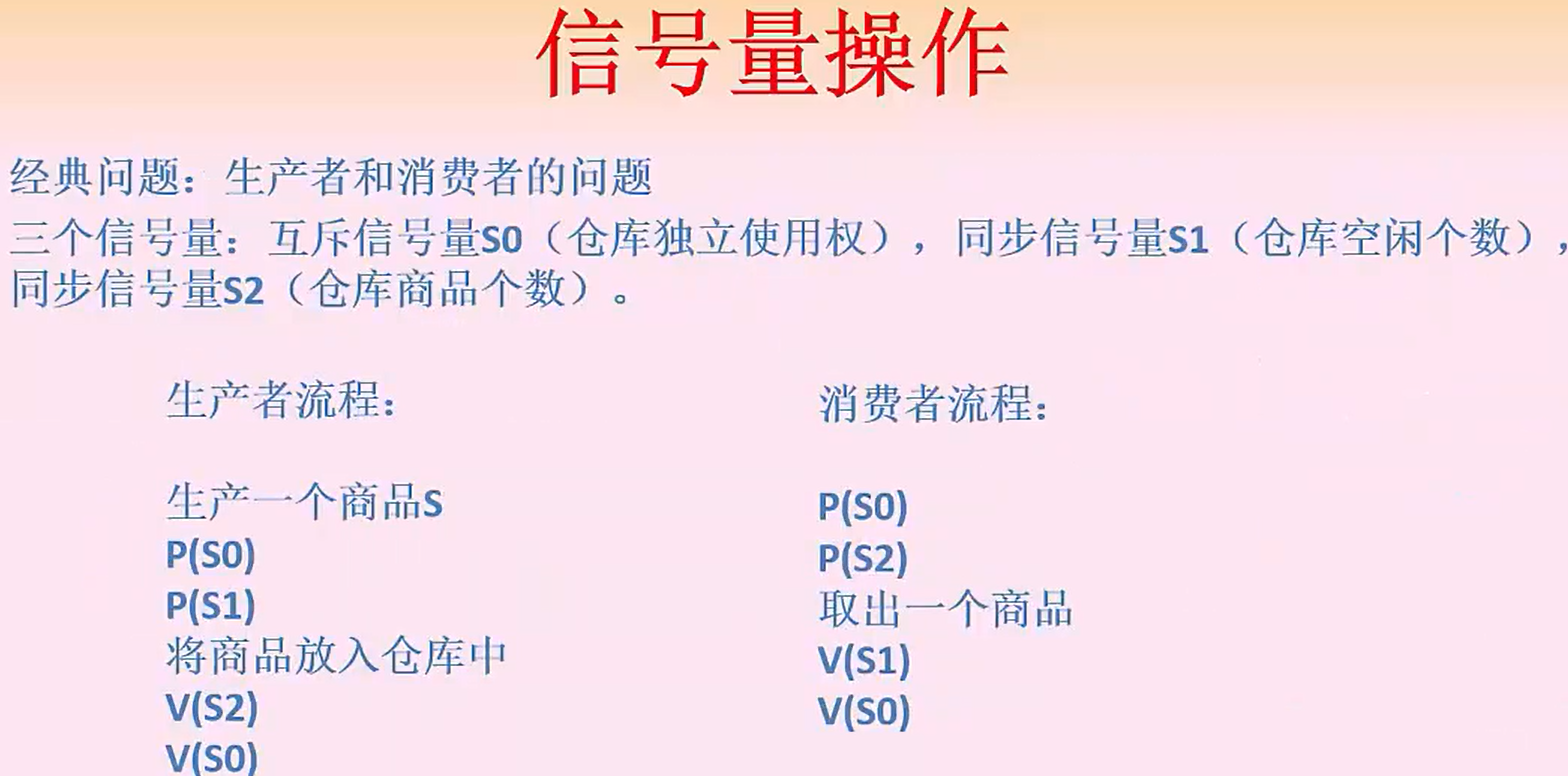 信号量操作
经典问题：生产者和消费者的问题
三个信号量：互斥信号量S0（仓库独立使用权），同步信号量S1（仓库空闲个数），
同步信号量S2（仓库商品个数）。
生产者流程：
生产一个商品S
P(S0)
P(S1)
将商品放入仓库中
V(S2)
V(S0)
消费者流程：
P(S0)
P(S2)
取出一个商品
V(S1)
V(S0)